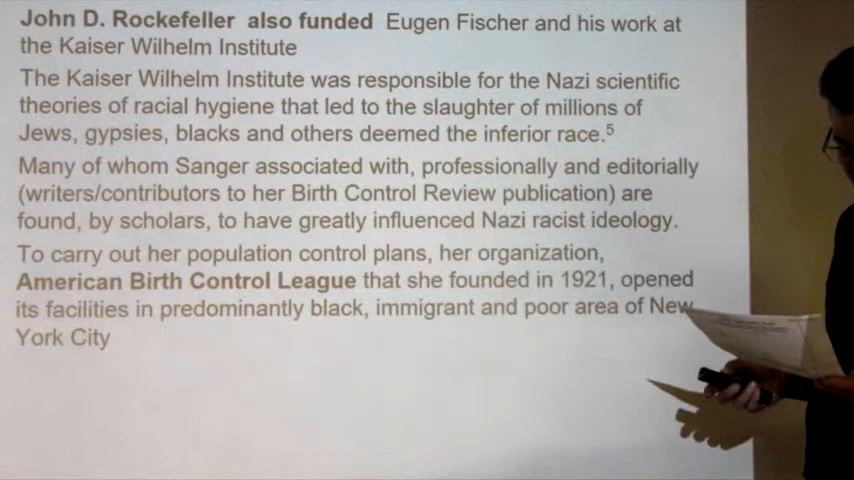 John D. Rockefeller also funded Eugen Fischer and his work at
the Kaiser Wilhelm Institute
The Kaiser Wilhelm Institute was responsible for the Nazi scientific
theories of racial hygiene that led to the slaughter of millions of
Jews, gypsies, blacks and others deemed the inferior race.5
Many of whom Sanger associated with, professionally and editorially
(writers/contributors to her Birth Control Review publication) are
found, by scholars, to have greatly influenced Nazi racist ideology.
To carry out her population control plans, her organization,
American Birth Control League that she founded in 1921, opened
its facilities in predominantly black, immigrant and poor area of New
York City